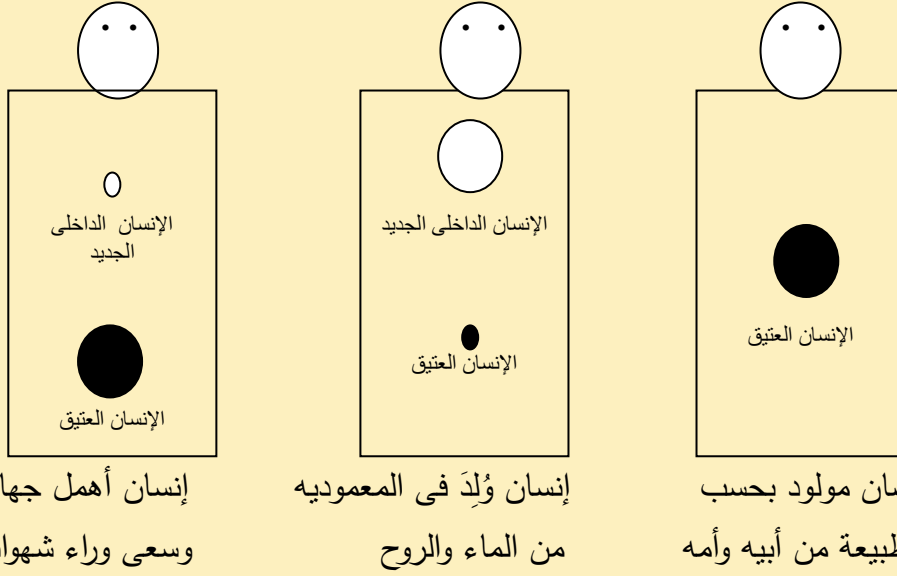 الإنسان العتيق
مولود بحسب
من أبيه وأمه
الإنسان الداخلى الجديد
الإنسان العتيق
إنسان وُلِدَ فى المعموديه
من الماء والروح
الإنسان الداخلى
الجديد
الإنسان العتيق
إنسان أهمل
وسعى وراء